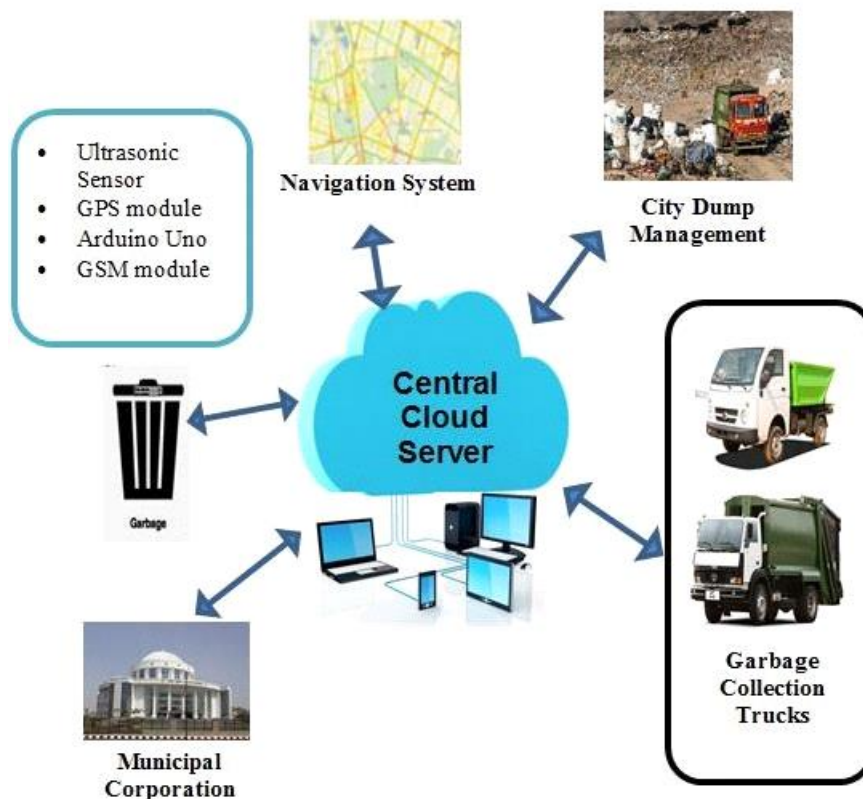 Navigation System
City Dump
Management
• Ultrasonic
Sensor
• GPS module
• Arduino Uno
• GSM module
Central
Cloud
Server
Garbage
Garbage
Collection
Trucks
Municipal
Corporation